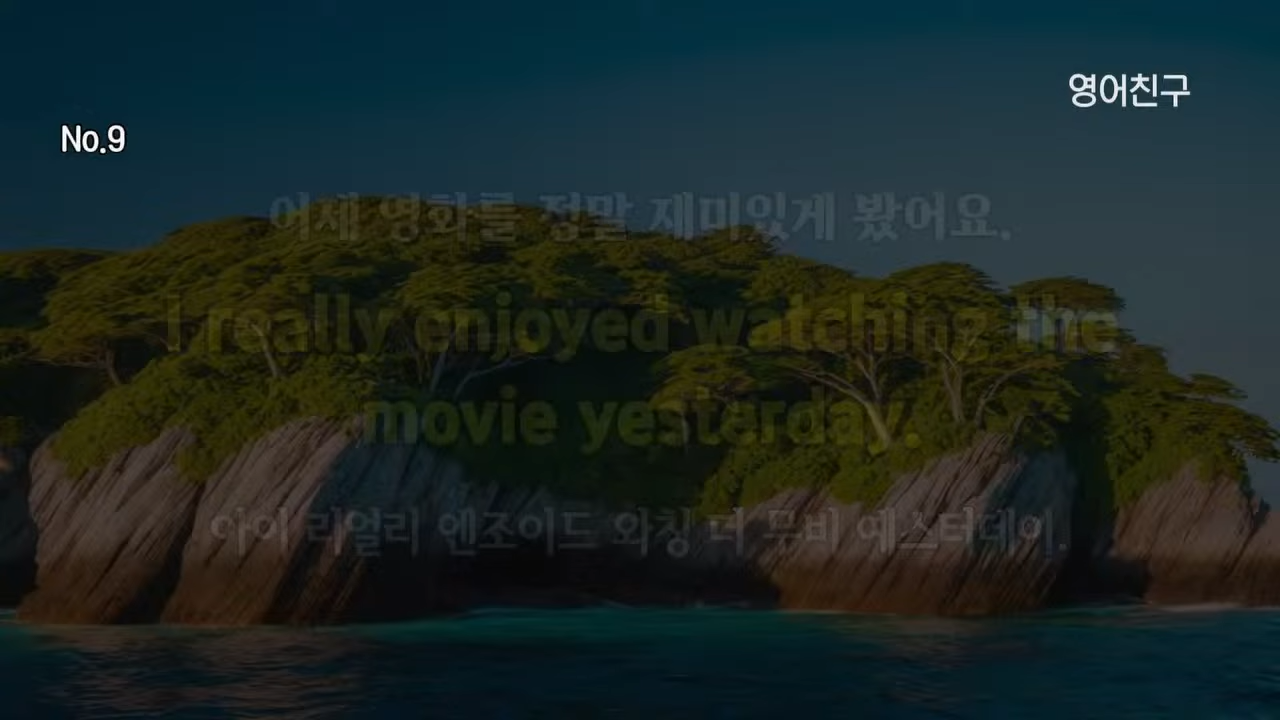 영어친구
No.9
어제 영화를 정말 재미있게 봤어요.
I really enjoyed watching the
movie yesterday.
아이 리얼리 엔조이드 와칭 더 무비 예스터데이.